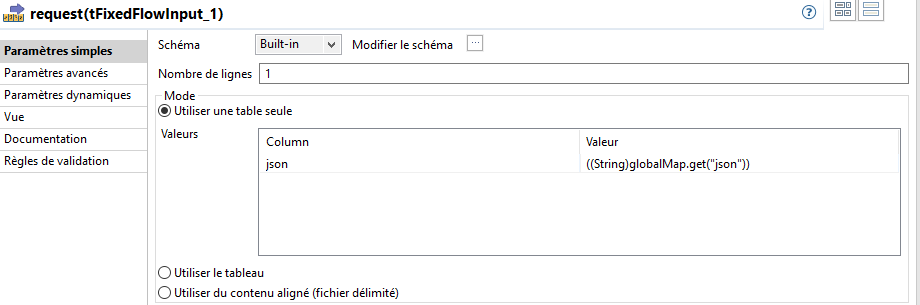 request(tFixedFlowInput_1)
Paramètres simples
Paramètres avancés
Paramètres dynamiques
Vue
Documentation
Règles de validation
Schéma Built-in Modifier le schéma ...
Nombre de lignes 1
Mode
Utiliser une table seule
Valeurs
Column Valeur
json ((String)globalMap.get("json"))
Utiliser le tableau
Utiliser du contenu aligné (fichier délimité)